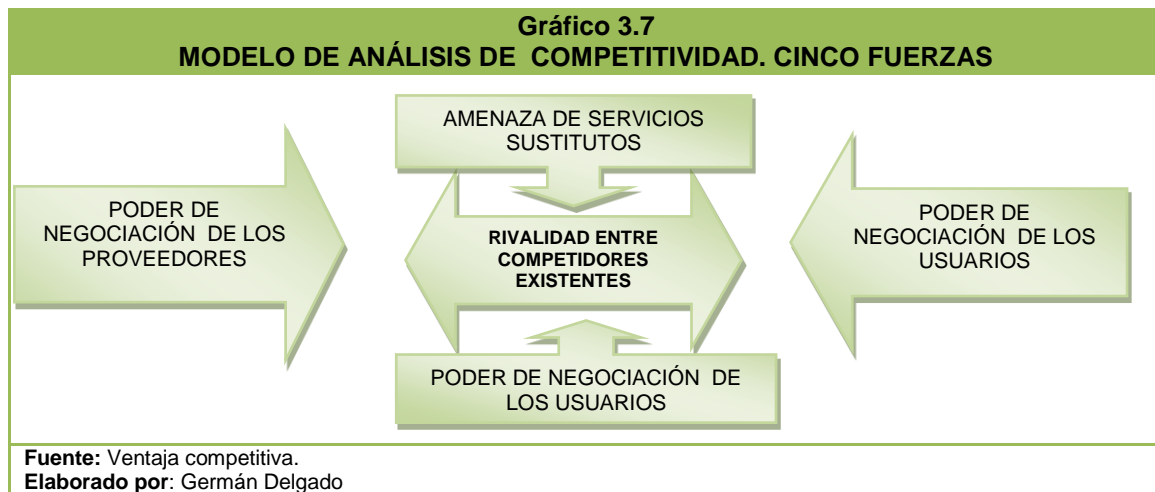 Gráfico 3.7
MODELO DE ANÁLISIS DE COMPETITIVIDAD. CINCO FUERZAS
AMENAZA DE SERVICIOS
SUSTITUTOS
PODER DE
NEGOCIACIÓN DE LOS
PROVEEDORES
RIVALIDAD ENTRE
COMPETIDORES
EXISTENTES
PODER DE
NEGOCIACIÓN DE LOS
USUARIOS
PODER DE NEGOCIACIÓN DE
LOS USUARIOS
Fuente: Ventaja competitiva.
Elaborado por: Germán Delgado